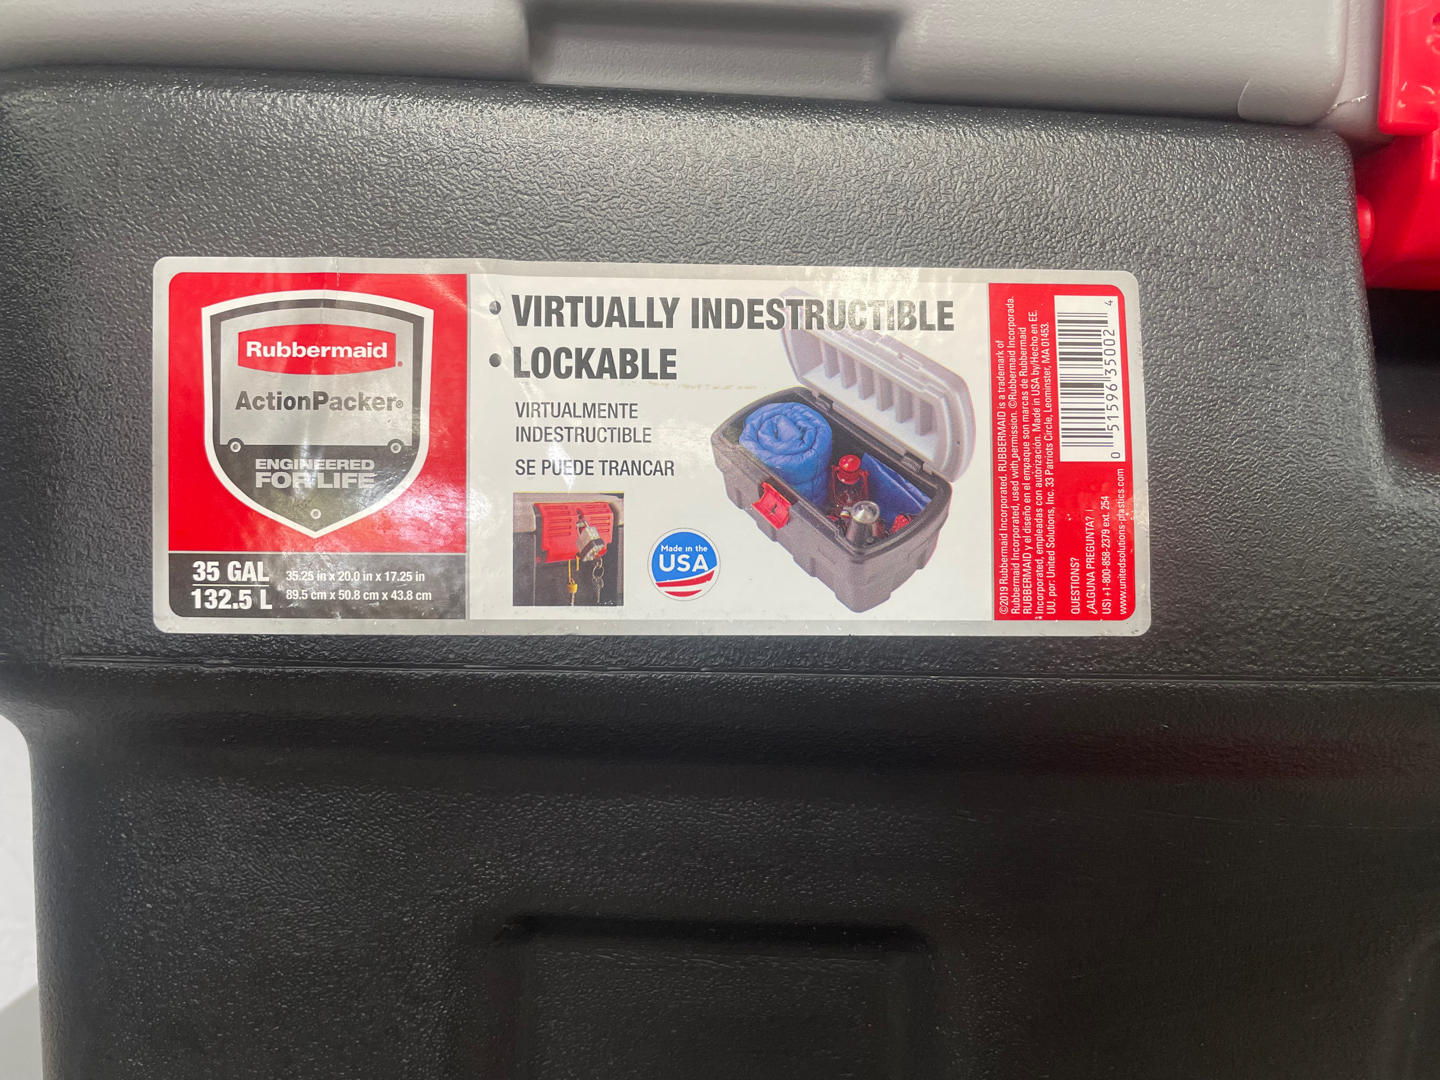 Rubbermaid®
ActionPacker®
ENGINEERED
FOR LIFE
35 GAL
132.5 L
35.25 in x 20.0 in x 17.25 in
89.5 cm x 50.8 cm x 43.8 cm
• VIRTUALLY INDESTRUCTIBLE
• LOCKABLE
VIRTUALMENTE
INDESTRUCTIBLE
SE PUEDE TRANCAR
Made in the
USA
©2019 Rubbermaid Incorporated. RUBBERMAID is a trademark of
Rubbermaid Incorporated, used with permission. ©Rubbermaid Incorporada.
RUBBERMAID y el diseño en el empaque son marcas de Rubbermaid
Incorporated, empleadas con autorización. Made in USA by/Hecho en EE.
UU. por: United Solutions, Inc. 33 Patriots Circle, Leominster, MA 01453.
QUESTIONS?
¿ALGUNA PREGUNTA?
US) +1-800-858-2379 ext. 254
www.unitedsolutions-plastics.com
0 51596 35002 4